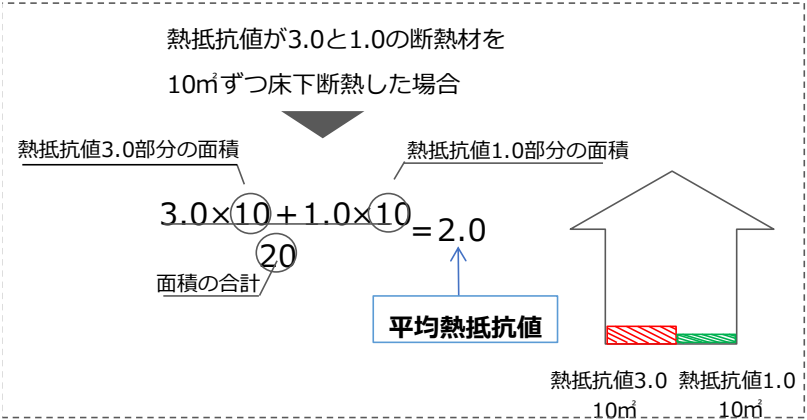 熱抵抗値が3.0と1.0の断熱材を
10㎡ずつ床下断熱した場合
熱抵抗値3.0部分の面積
熱抵抗値1.0部分の面積
3.0×10+1.0×10
=2.0
20
面積の合計
平均熱抵抗値
熱抵抗値3.0 熱抵抗値1.0
10㎡ 10㎡